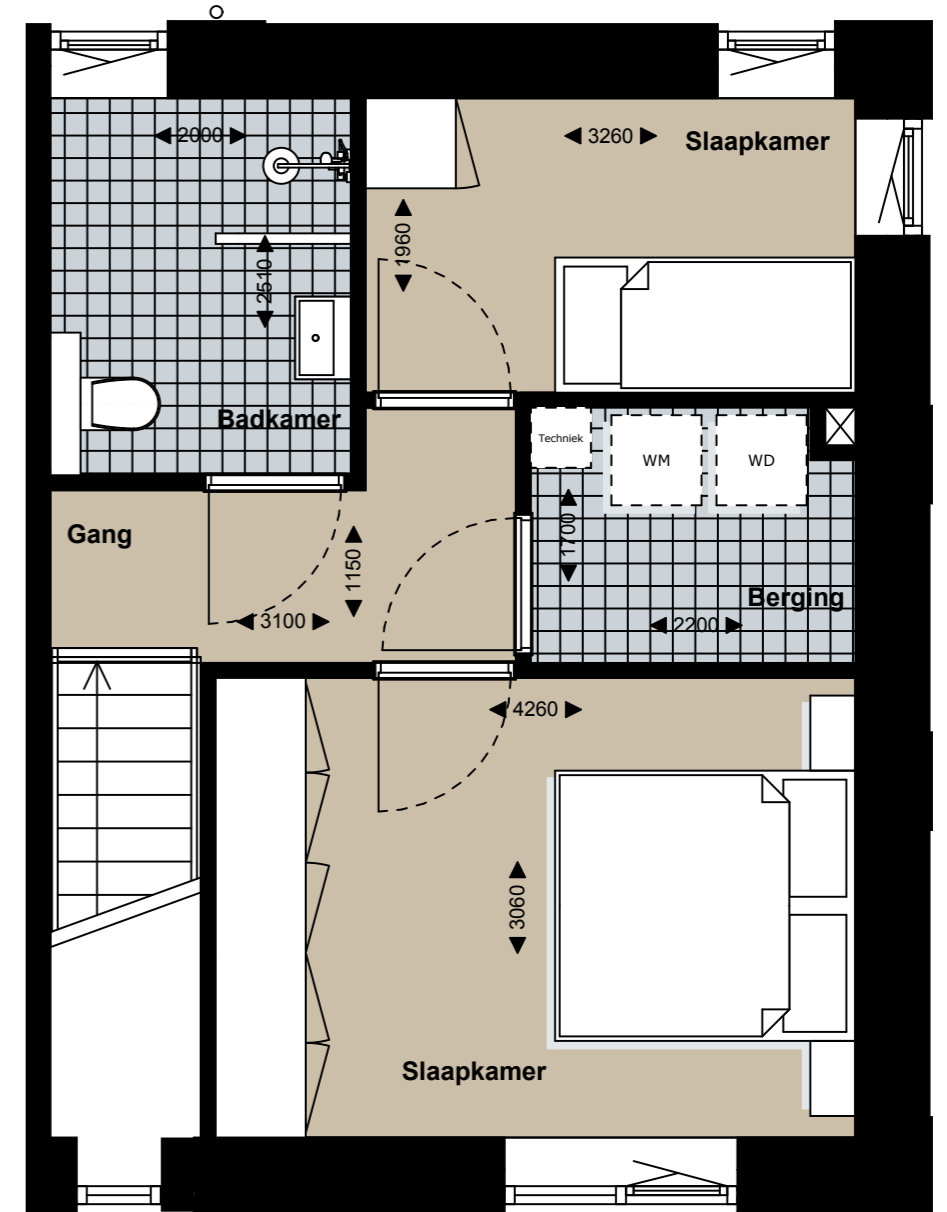 2000
3260
Slaapkamer
1960
2510
Badkamer
Techniek
WM
WD
Gang
1700
1150
Berging
3100
2200
4260
3060
Slaapkamer